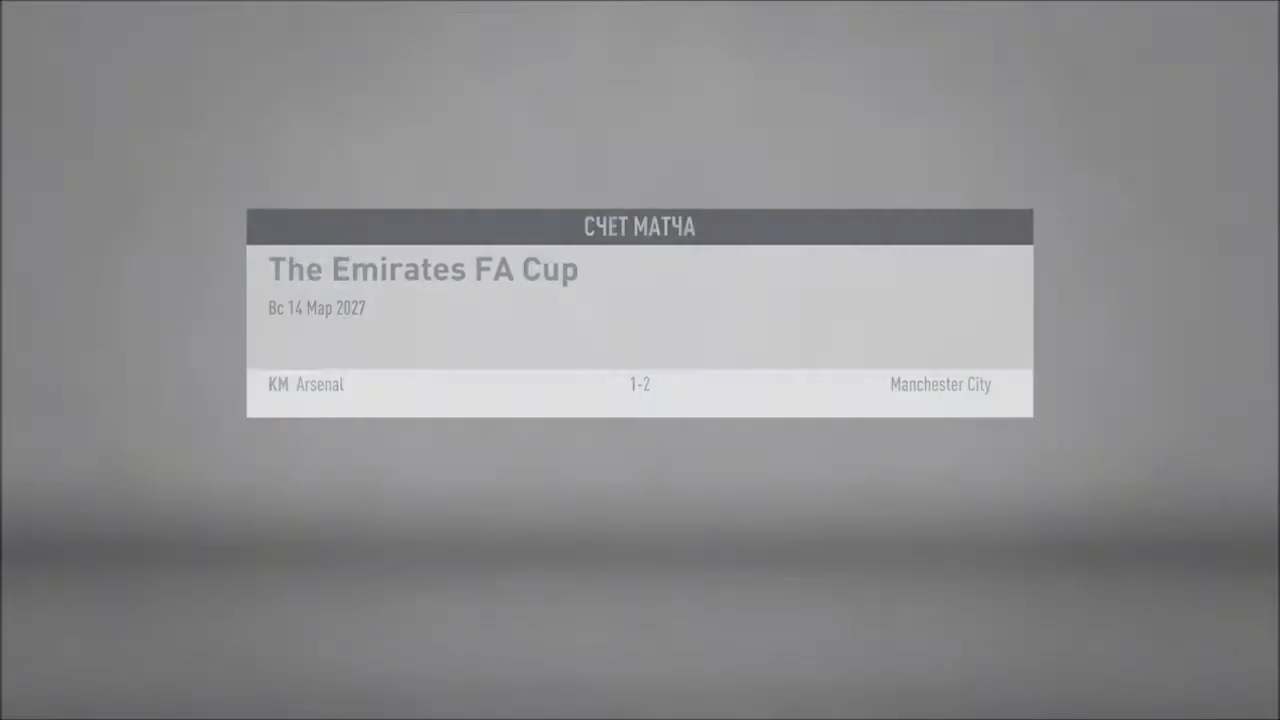 СЧЕТ МАТЧА
The Emirates FA Cup
Вс 14 Мар 2027
КМ Arsenal 1-2 Manchester City